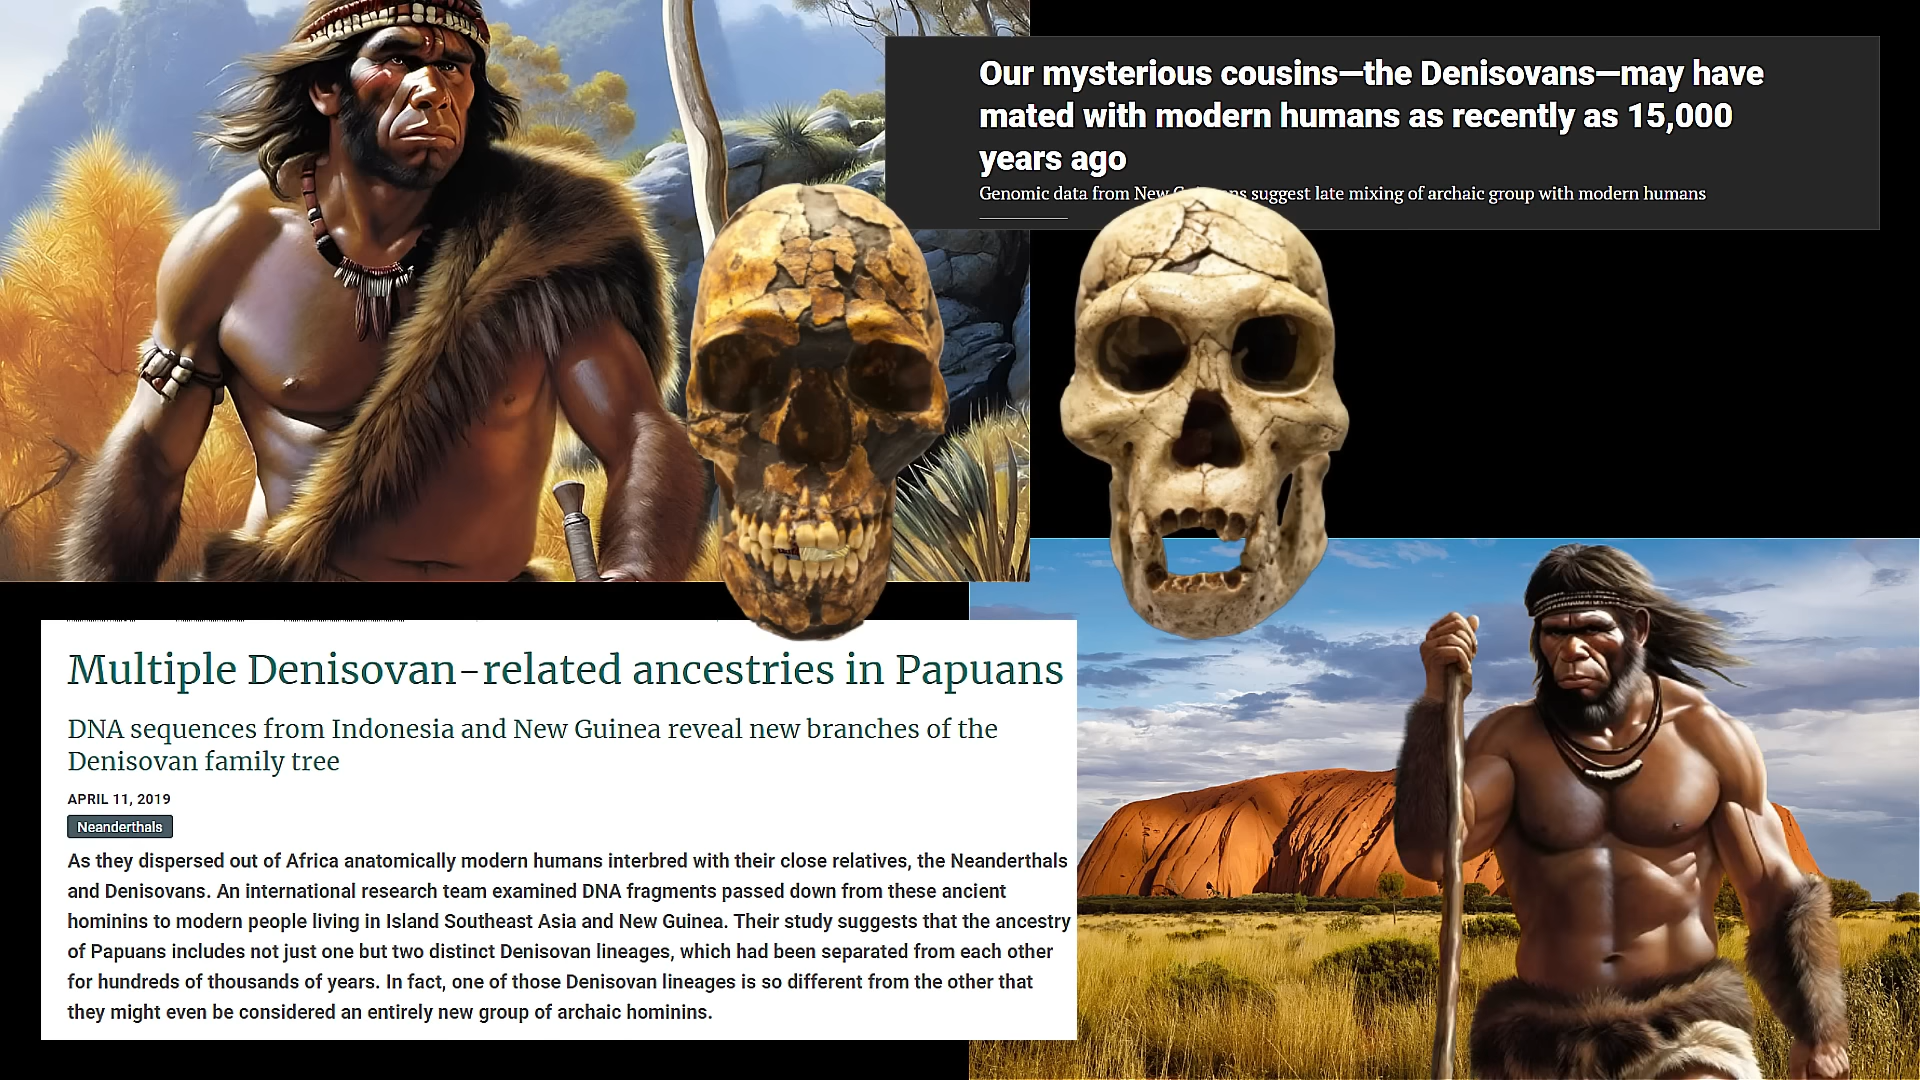 Our mysterious cousins—the Denisovans—may have
mated with modern humans as recently as 15,000
years ago
Genomic data from New suggest late mixing of archaic group with modern humans
Multiple Denisovan-related ancestries in Papuans
DNA sequences from Indonesia and New Guinea reveal new branches of the
Denisovan family tree
APRIL 11, 2019
Neanderthals
As they dispersed out of Africa anatomically modern humans interbred with their close relatives, the Neanderthals
and Denisovans. An international research team examined DNA fragments passed down from these ancient
hominins to modern people living in Island Southeast Asia and New Guinea. Their study suggests that the ancestry
of Papuans includes not just one but two distinct Denisovan lineages, which had been separated from each other
for hundreds of thousands of years. In fact, one of those Denisovan lineages is so different from the other that
they might even be considered an entirely new group of archaic hominins.